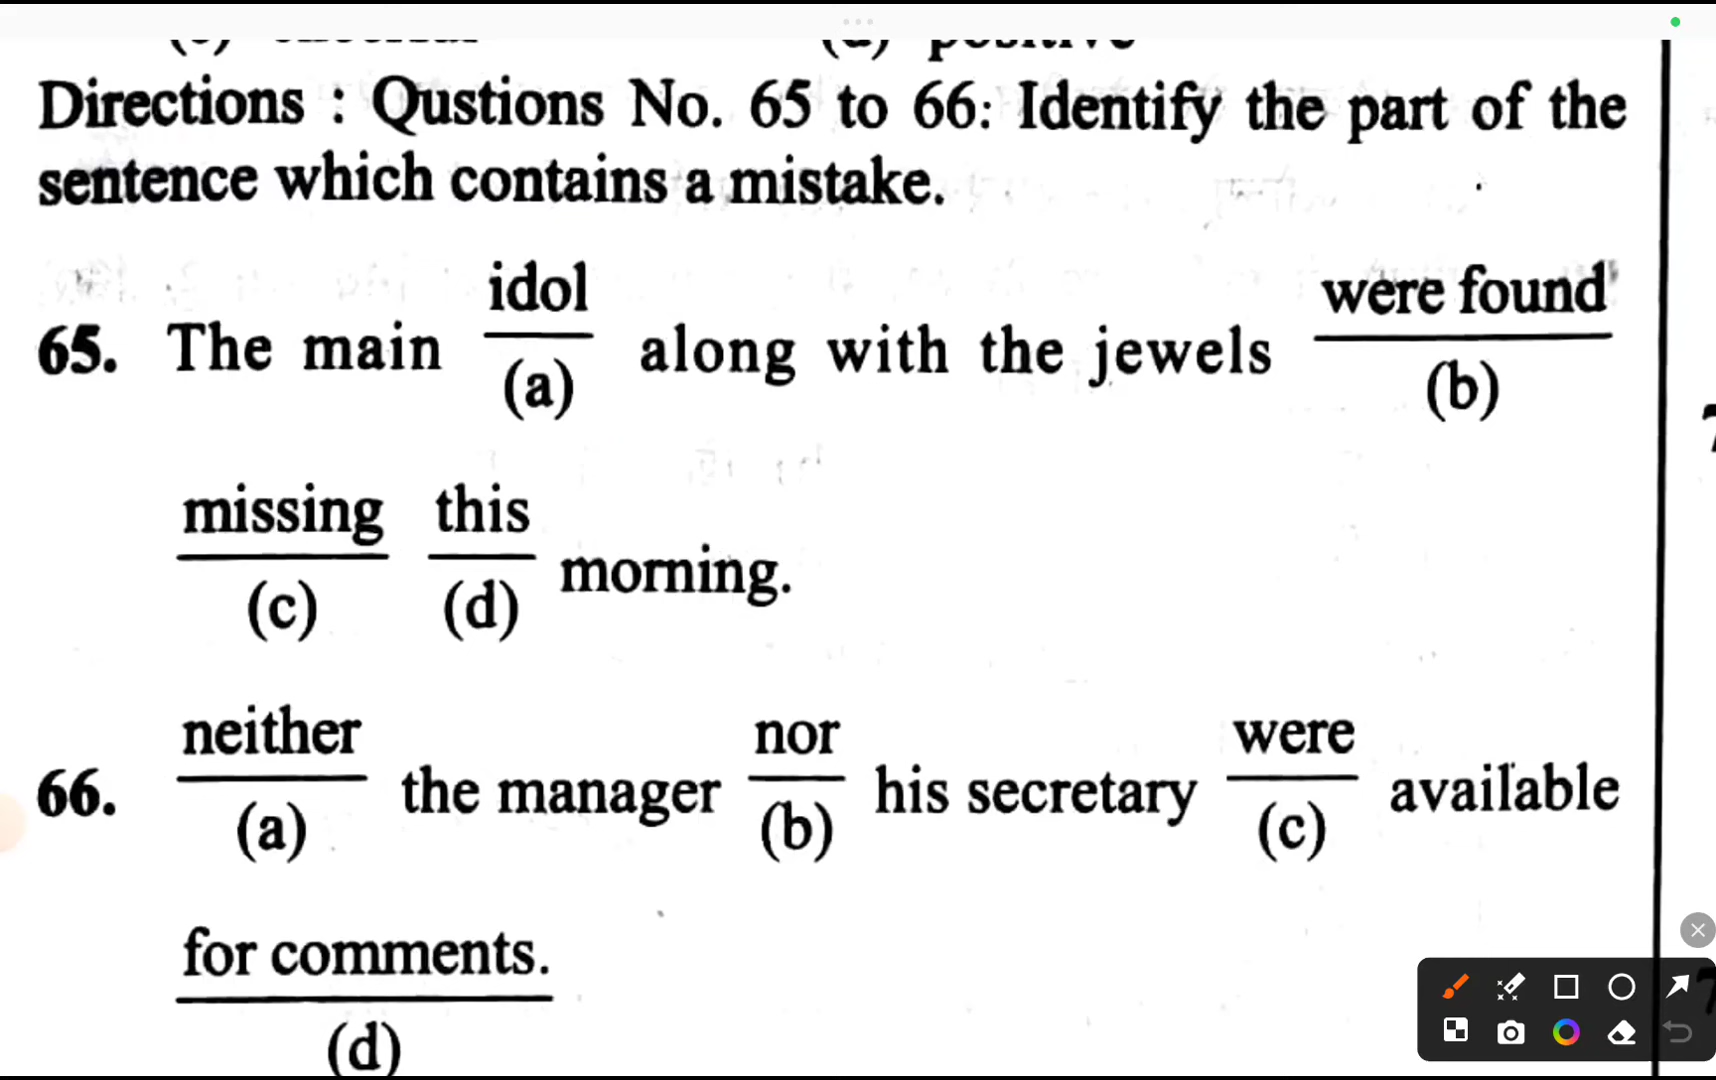 Directions : Qustions No. 65 to 66: Identify the part of the
sentence which contains a mistake.
65. The main idol (a) along with the jewels were found (b)
missing (c) this (d) morning.
66. neither (a) the manager nor (b) his secretary were (c) available
for comments. (d)